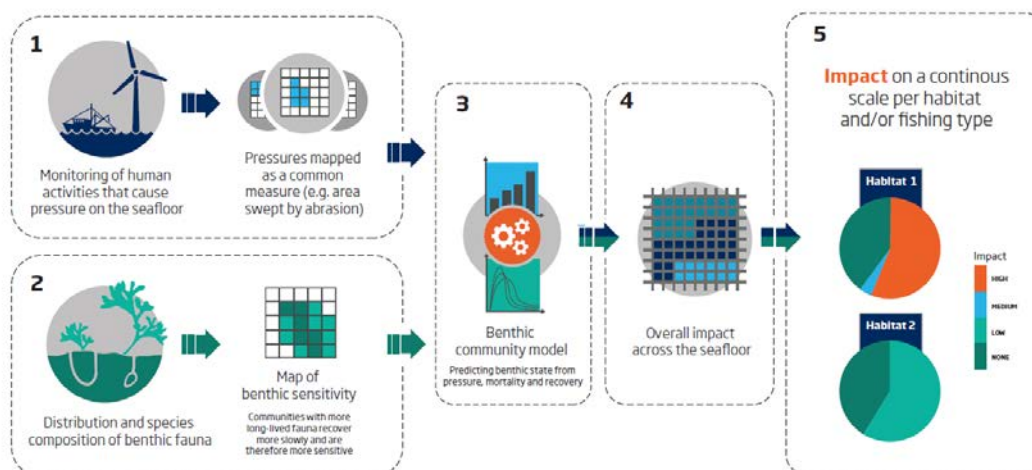 1
Monitoring of human
activities that cause
pressure on the seafloor
Pressures mapped
as a common
measure (e.g. area
swept by abrasion)
2
Distribution and species
composition of benthic fauna
Map of
benthic sensitivity
Communities with more
long-lived fauna recover
more slowly and are
therefore more sensitive
3
Benthic
community model
Predicting benthic state from
pressure, mortality and recovery
4
Overall impact
across the seafloor
5
Impact on a continous
scale per habitat
and/or fishing type
Habitat 1
Impact
HIGH
MEDIUM
LOW
NONE
Habitat 2